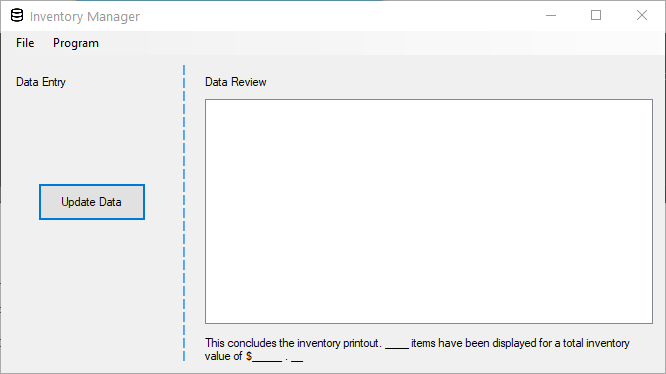 Inventory Manager
File Program
Data Entry
Data Review
Update Data
This concludes the inventory printout. ____ items have been displayed for a total inventory
value of $_____ . __